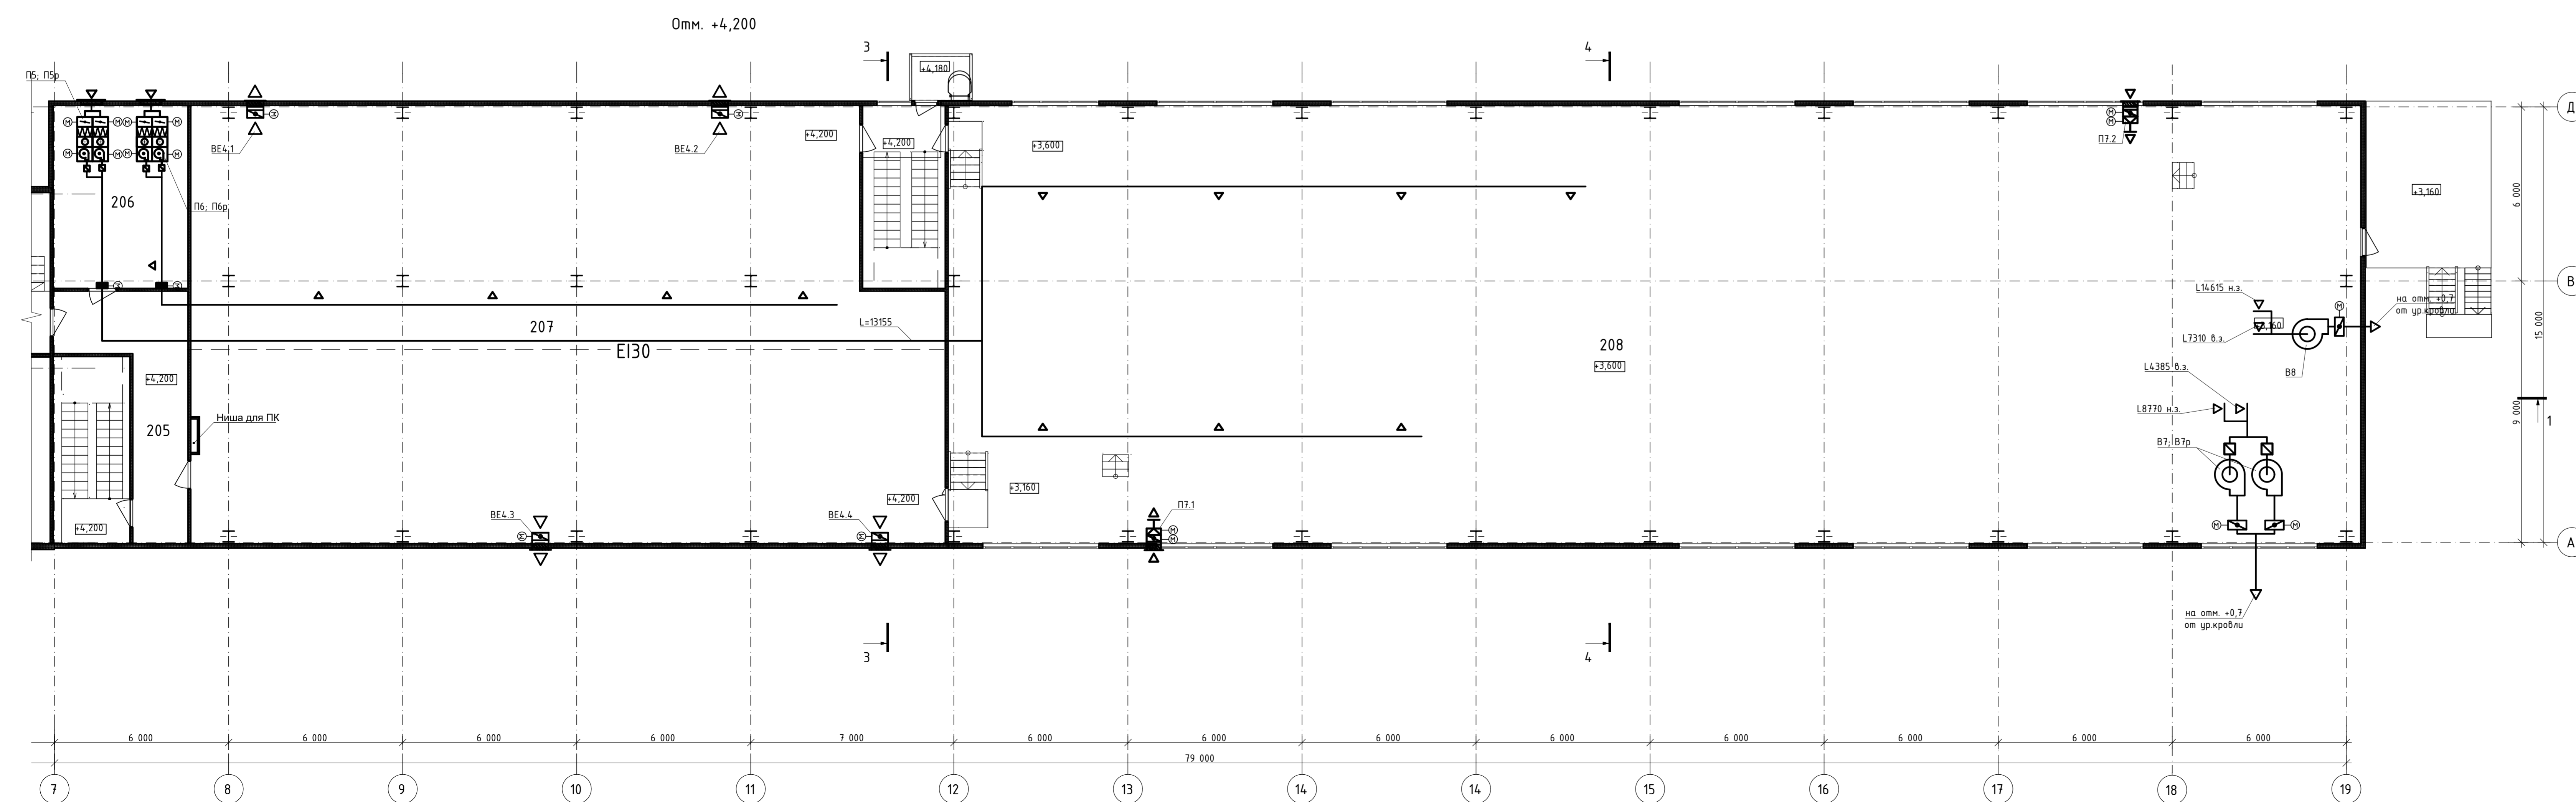 Отм. +4,200
3
4
+4,180
П5; П5р
Д
М
М
М
М
М
М
М
М
М
М
М
М
ВЕ4.1
ВЕ4.2
+4,200
+4,200
+3,600
П7.2
+3,160
6 000
206
П6; П6р
М
М
В
L14615 н.з.
М
на отм. +0,7
от ур.кровли
+3,160
L7310 в.з.
207
L=13155
EI30
208
+3,600
15 000
L4385 в.з.
В8
+4,200
L8770 н.з.
9 000
1
Ниша для ПК
205
В7; В7р
+4,200
+3,160
+4,200
ВЕ4.3
ВЕ4.4
П7.1
М
М
М
М
М
М
А
на отм. +0,7
от ур.кровли
3
4
6 000
6 000
6 000
6 000
7 000
6 000
6 000
6 000
6 000
6 000
6 000
6 000
6 000
79 000
7
8
9
10
11
12
13
14
14
15
16
17
18
19